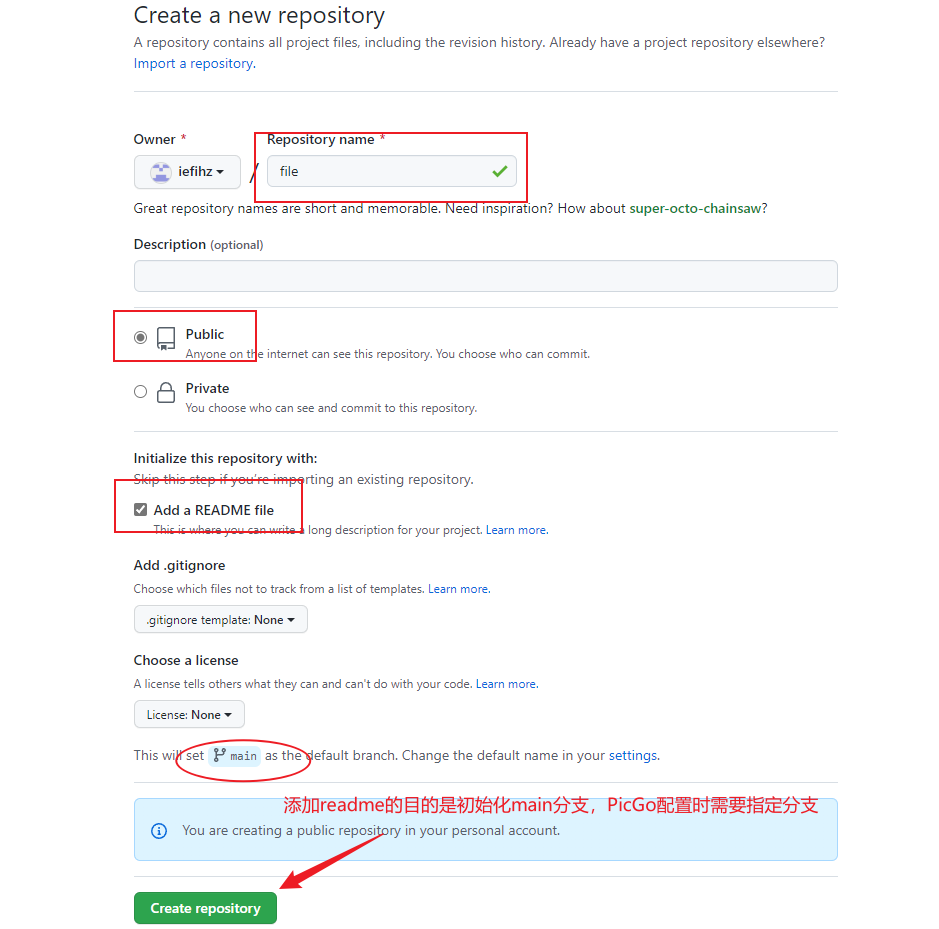 Create a new repository
A repository contains all project files, including the revision history. Already have a project repository elsewhere?
Import a repository.
Owner *
Repository name *
iefihz
/
file
Great repository names are short and memorable. Need inspiration? How about super-octo-chainsaw?
Description (optional)
Public
Anyone on the internet can see this repository. You choose who can commit.
Private
You choose who can see and commit to this repository.
Initialize this repository with:
Skip this step if you're importing an existing repository.
Add a README file
This is where you can write a long description for your project. Learn more.
Add .gitignore
Choose which files not to track from a list of templates. Learn more.
.gitignore template: None
Choose a license
A license tells others what they can and can't do with your code. Learn more.
License: None
This will set main as the default branch. Change the default name in your settings.
添加readme的目的是初始化main分支，PicGo配置时需要指定分支
You are creating a public repository in your personal account.
Create repository